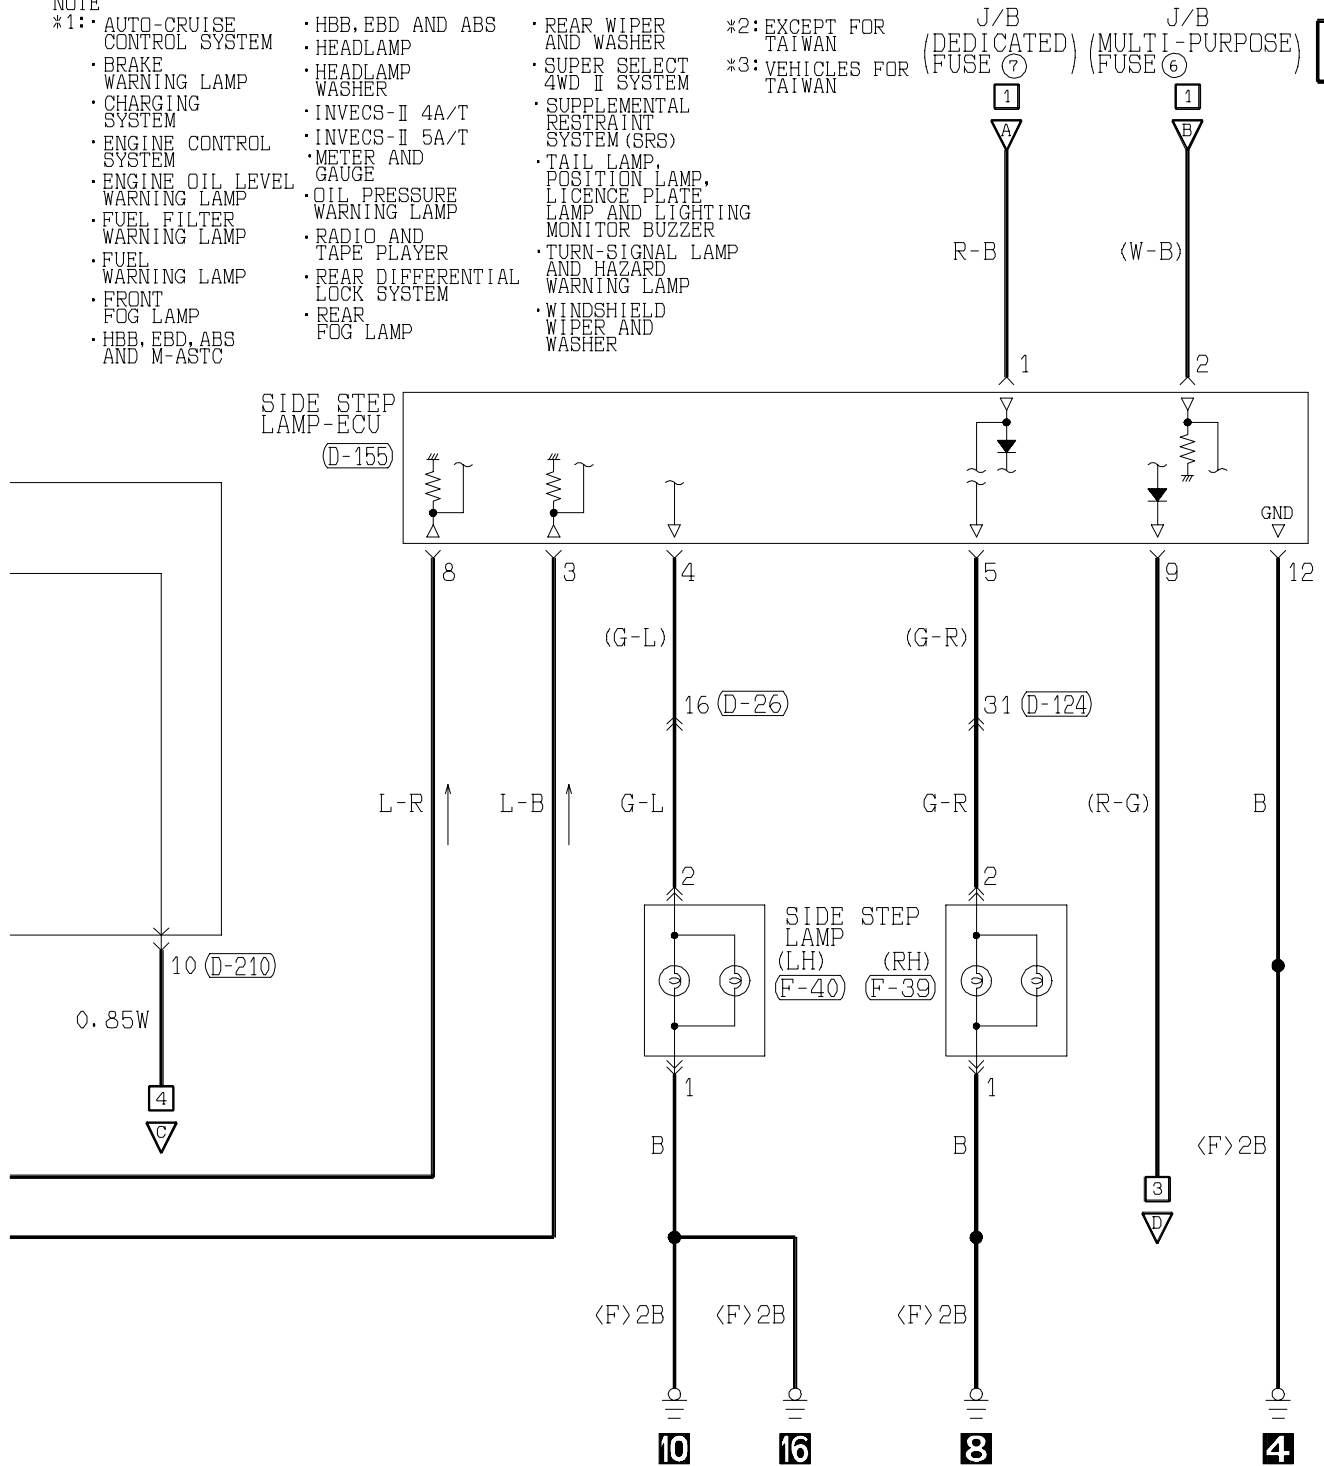 NOTE
*1: · AUTO-CRUISE
CONTROL SYSTEM
· BRAKE
WARNING LAMP
· CHARGING
SYSTEM
· ENGINE CONTROL
SYSTEM
· ENGINE OIL LEVEL
WARNING LAMP
· FUEL FILTER
WARNING LAMP
· FUEL
WARNING LAMP
· FRONT
FOG LAMP
· HBB, EBD, ABS
AND M-ASTC
· HBB, EBD AND ABS
· HEADLAMP
· HEADLAMP
WASHER
· INVECS-Ⅱ 4A/T
· INVECS-Ⅱ 5A/T
· METER AND
GAUGE
· OIL PRESSURE
WARNING LAMP
· RADIO AND
TAPE PLAYER
· REAR DIFFERENTIAL
LOCK SYSTEM
· REAR
FOG LAMP
· REAR WIPER
AND WASHER
· SUPER SELECT
4WD Ⅱ SYSTEM
· SUPPLEMENTAL
RESTRAINT
SYSTEM (SRS)
· TAIL LAMP,
POSITION LAMP,
LICENCE PLATE
LAMP AND LIGHTING
MONITOR BUZZER
· TURN-SIGNAL LAMP
AND HAZARD
WARNING LAMP
· WINDSHIELD
WIPER AND
WASHER
*2: EXCEPT FOR
TAIWAN
*3: VEHICLES FOR
TAIWAN
J/B
(DEDICATED)
FUSE 7
J/B
(MULTI-PURPOSE)
FUSE 6
1 1
A B
R-B (W-B)
1 2
SIDE STEP
LAMP-ECU
(D-155)
GND
8 3 4 5 9 12
(G-L) (G-R)
16 (D-26) 31 (D-124)
L-R L-B G-L G-R (R-G) B
2 2
SIDE STEP
LAMP
(LH) (RH)
(F-40) (F-39)
10 (D-210)
0.85W
4
C
1 1
B B <F>2B
3
D
<F>2B <F>2B <F>2B
10 16 8 4